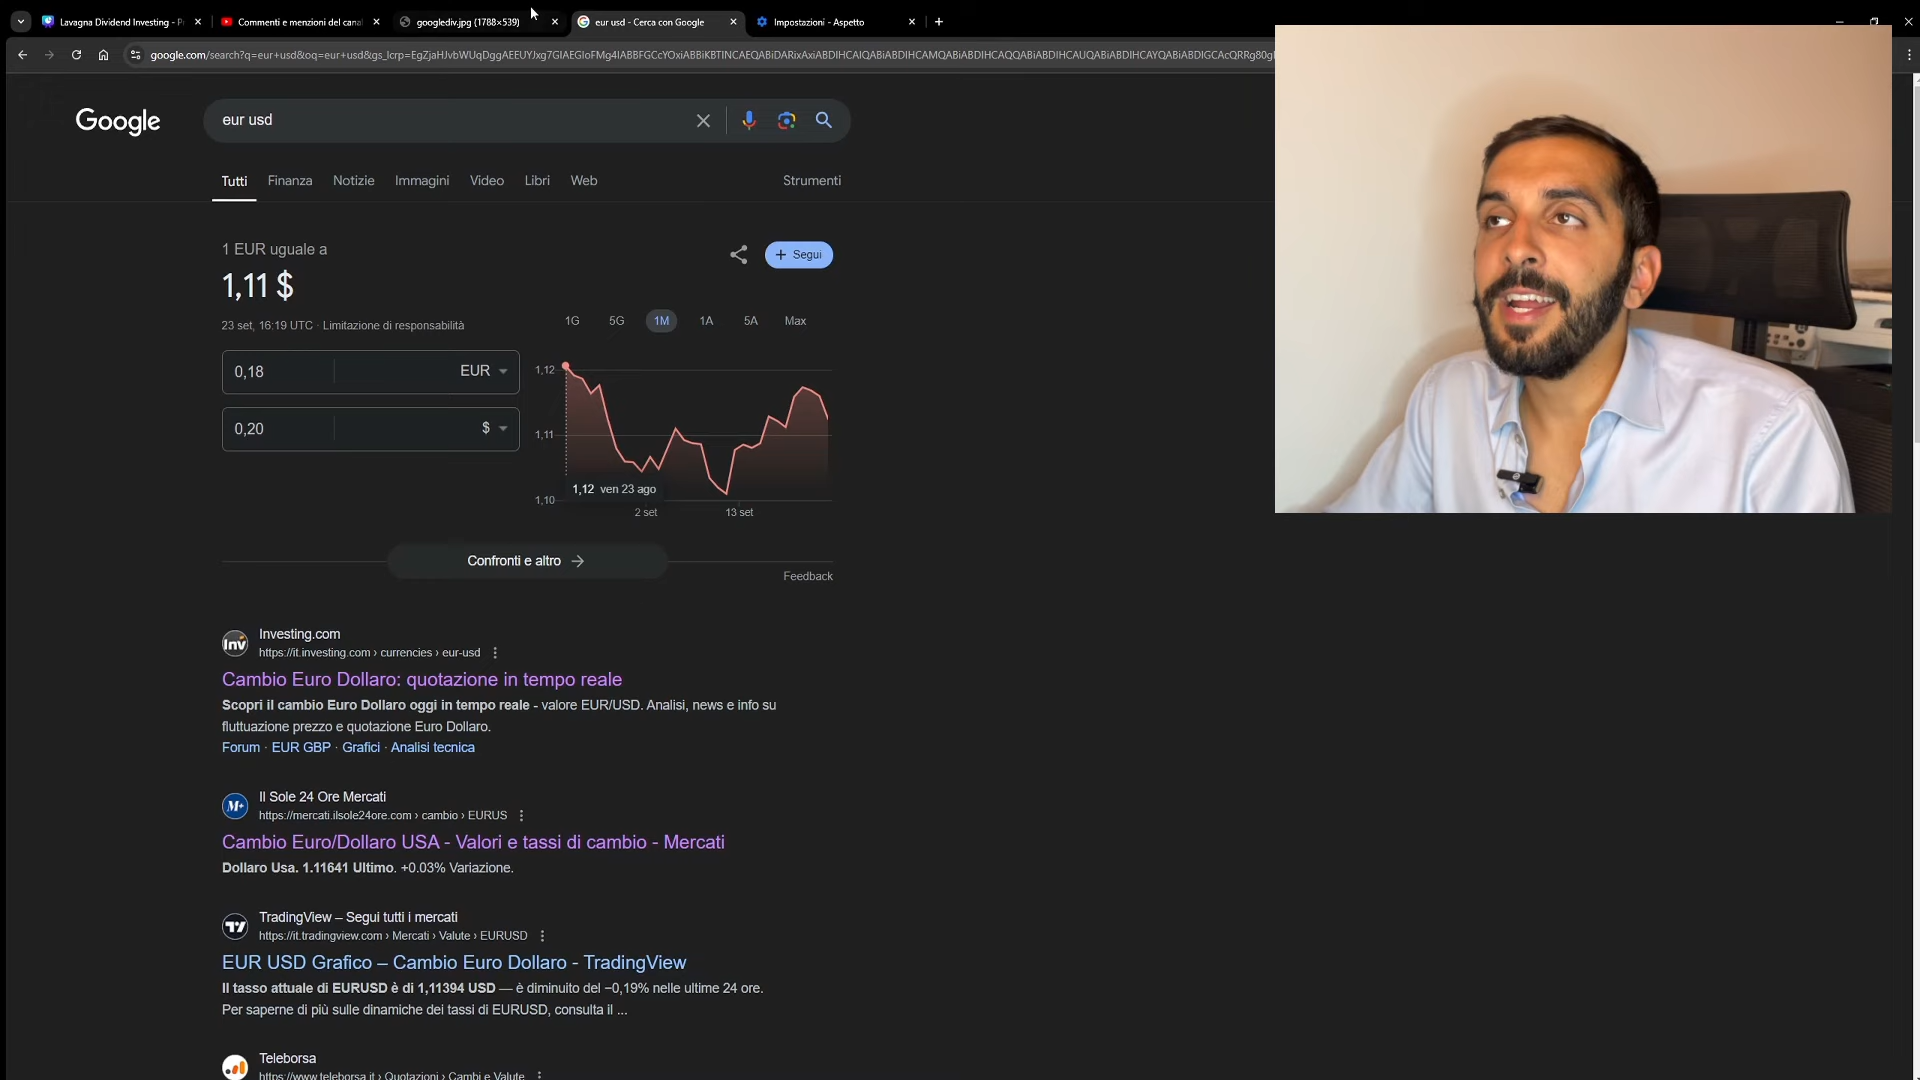 Lavagna Dividend Investing - P
Commenti e menzioni del canal
googlediv.jpg (1788×539)
eur usd - Cerca con Google
Impostazioni - Aspetto
Google
eur usd
Tutti
Finanza
Notizie
Immagini
Video
Libri
Web
Strumenti
1 EUR uguale a
1,11 $
Segui
23 set, 16:19 UTC · Limitazione di responsabilità
1G
5G
1M
1A
5A
Max
0,18
EUR
0,20
$
1,12
1,11
1,10
1,12 ven 23 ago
2 set
13 set
Confronti e altro
Feedback
Inv
Investing.com
https://it.investing.com › currencies › eur-usd
Cambio Euro Dollaro: quotazione in tempo reale
Scopri il cambio Euro Dollaro oggi in tempo reale - valore EUR/USD. Analisi, news e info su
fluttuazione prezzo e quotazione Euro Dollaro.
Forum · EUR GBP · Grafici · Analisi tecnica
M+
Il Sole 24 Ore Mercati
https://mercati.ilsole24ore.com › cambio › EURUS
Cambio Euro/Dollaro USA - Valori e tassi di cambio - Mercati
Dollaro Usa. 1.11641 Ultimo. +0.03% Variazione.
TradingView – Segui tutti i mercati
https://it.tradingview.com › Mercati › Valute › EURUSD
EUR USD Grafico – Cambio Euro Dollaro - TradingView
Il tasso attuale di EURUSD è di 1,11394 USD — è diminuito del −0,19% nelle ultime 24 ore.
Per saperne di più sulle dinamiche dei tassi di EURUSD, consulta il ...
Teleborsa
https://www.teleborsa.it › Quotazioni › Cambi e Valute